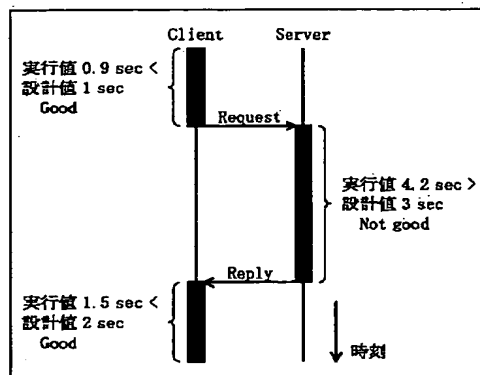 Client Server
実行値 0.9 sec <
設計値 1 sec
Good
Request
実行値 4.2 sec >
設計値 3 sec
Not good
Reply
実行値 1.5 sec <
設計値 2 sec
Good
時刻